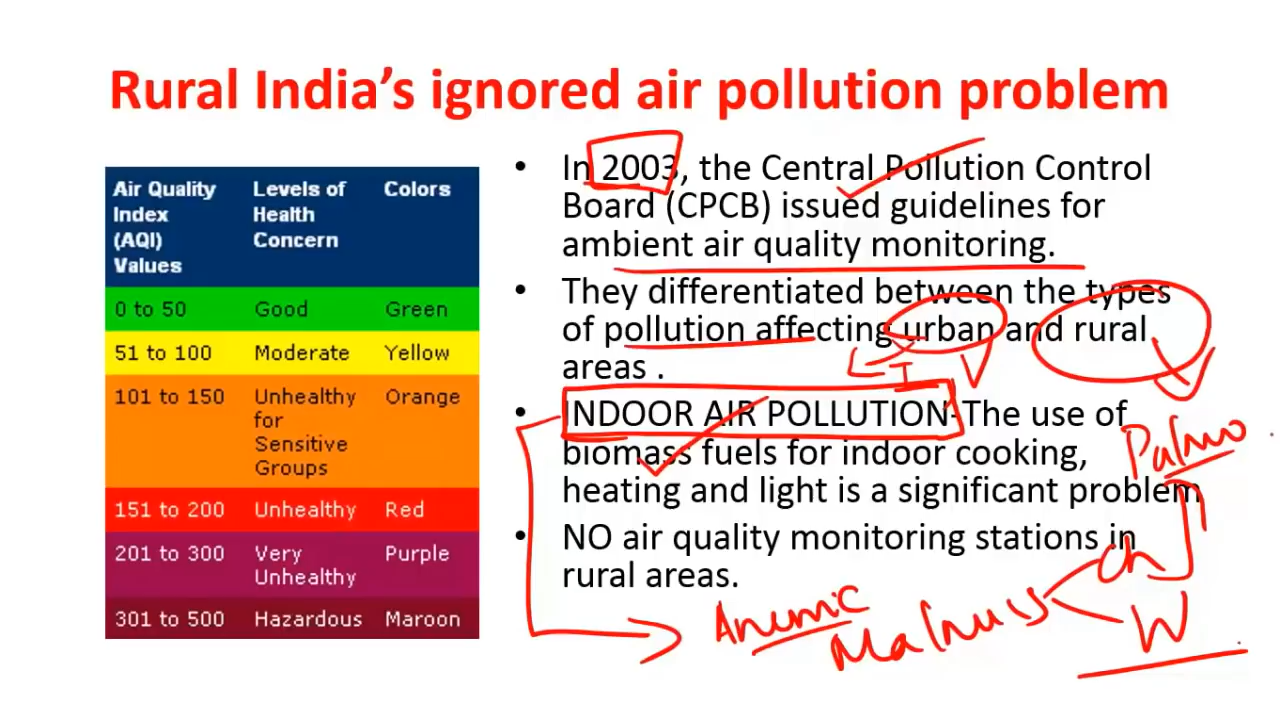 Rural India's ignored air pollution problem
Air Quality Index (AQI) Values Levels of Health Concern Colors
0 to 50 Good Green
51 to 100 Moderate Yellow
101 to 150 Unhealthy for Sensitive Groups Orange
151 to 200 Unhealthy Red
201 to 300 Very Unhealthy Purple
301 to 500 Hazardous Maroon
• In 2003, the Central Pollution Control
Board (CPCB) issued guidelines for
ambient air quality monitoring.
• They differentiated between the types
of pollution affecting urban and rural
areas .
I
• INDOOR AIR POLLUTION-The use of
biomass fuels for indoor cooking,
heating and light is a significant problem
• NO air quality monitoring stations in
rural areas.
Palmo
Anemic
Ch
W